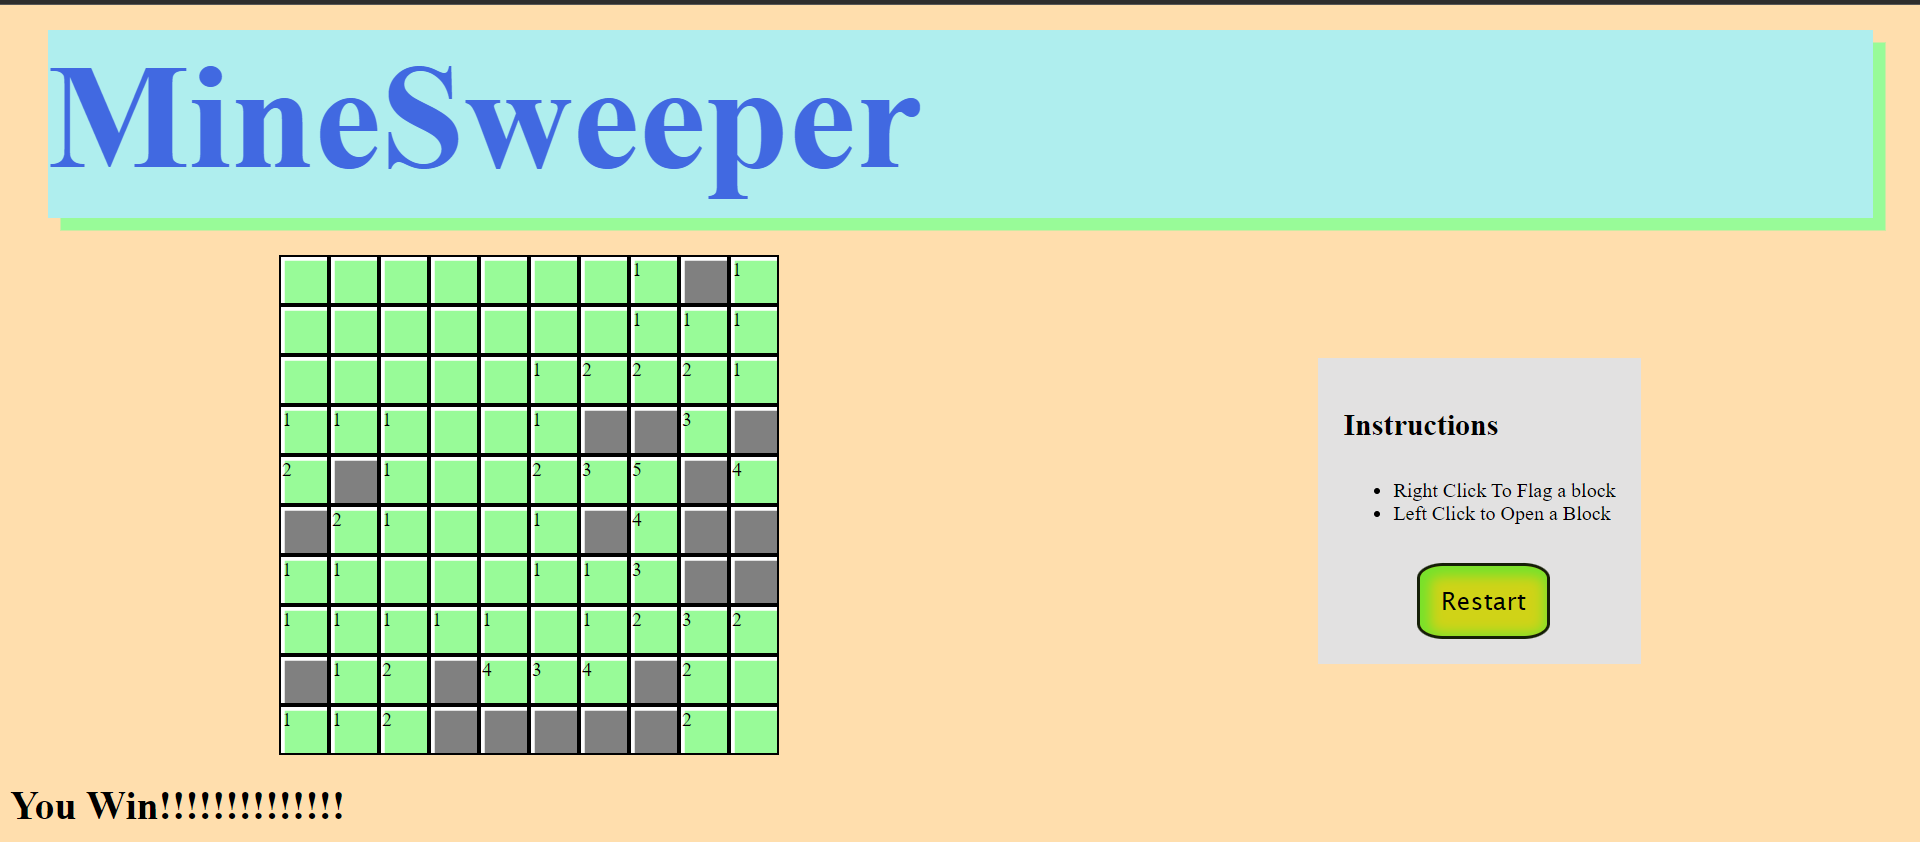 MineSweeper
1 1
1 1 1
1 2 2 2 1
1 1 1 1 3
2 1 2 3 5 4
2 1 1 4
1 1 1 1 3
1 1 1 1 1 1 2 3 2
1 2 4 3 4 2
1 1 2 2
Instructions
• Right Click To Flag a block
• Left Click to Open a Block
Restart
You Win!!!!!!!!!!!!!!